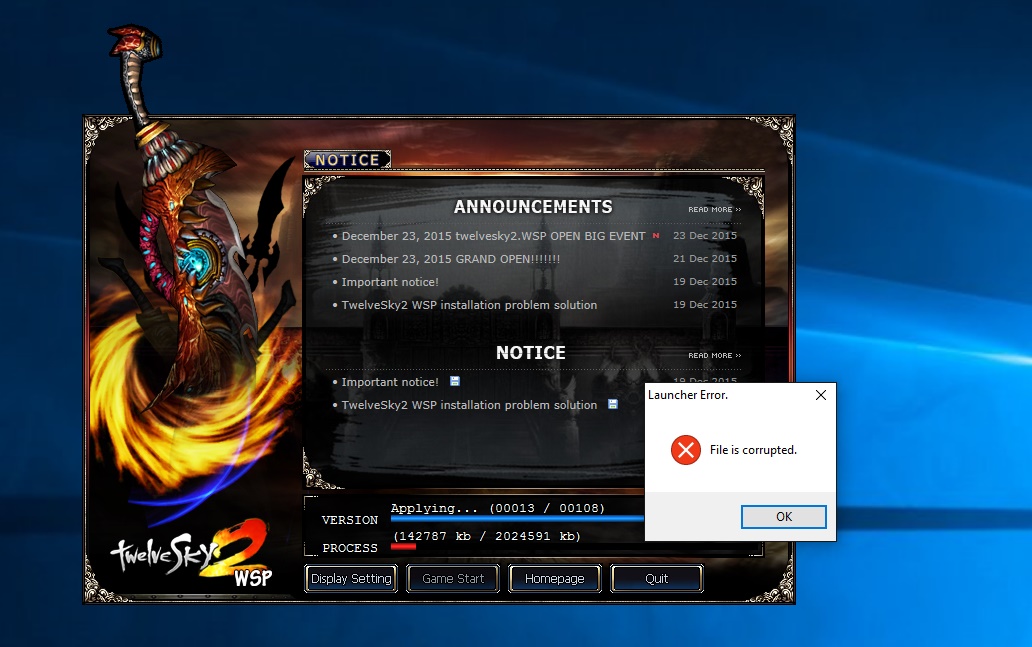 NOTICE
ANNOUNCEMENTS
READ MORE >>
• December 23, 2015 twelvesky2.WSP OPEN BIG EVENT N 23 Dec 2015
• December 23, 2015 GRAND OPEN!!!!!!! 21 Dec 2015
• Important notice! 19 Dec 2015
• TwelveSky2 WSP installation problem solution 19 Dec 2015
NOTICE
READ MORE >>
• Important notice! 19 Dec 2015
• TwelveSky2 WSP installation problem solution
Launcher Error.
File is corrupted.
OK
VERSION Applying... (00013 / 00108)
PROCESS (142787 kb / 2024591 kb)
twelveSky2
WSP
Display Setting Game Start Homepage Quit